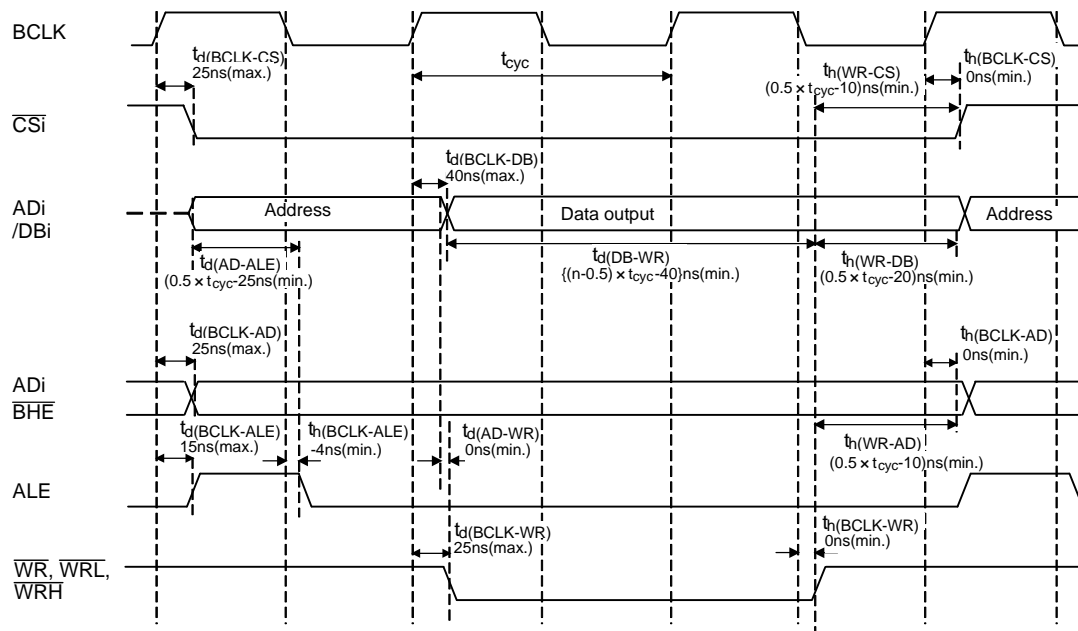 BCLK
td(BCLK-CS)
25ns(max.)
tcyc
th(WR-CS)
(0.5 × tcyc-10)ns(min.)
th(BCLK-CS)
0ns(min.)
CSi
td(BCLK-DB)
40ns(max.)
ADi
/DBi
Address
Data output
Address
td(AD-ALE)
(0.5 × tcyc-25ns(min.)
td(DB-WR)
{(n-0.5) × tcyc-40}ns(min.)
th(WR-DB)
(0.5 × tcyc-20)ns(min.)
td(BCLK-AD)
25ns(max.)
th(BCLK-AD)
0ns(min.)
ADi
BHE
td(BCLK-ALE)
15ns(max.)
th(BCLK-ALE)
-4ns(min.)
td(AD-WR)
0ns(min.)
th(WR-AD)
(0.5 × tcyc-10)ns(min.)
ALE
td(BCLK-WR)
25ns(max.)
th(BCLK-WR)
0ns(min.)
WR, WRL,
WRH